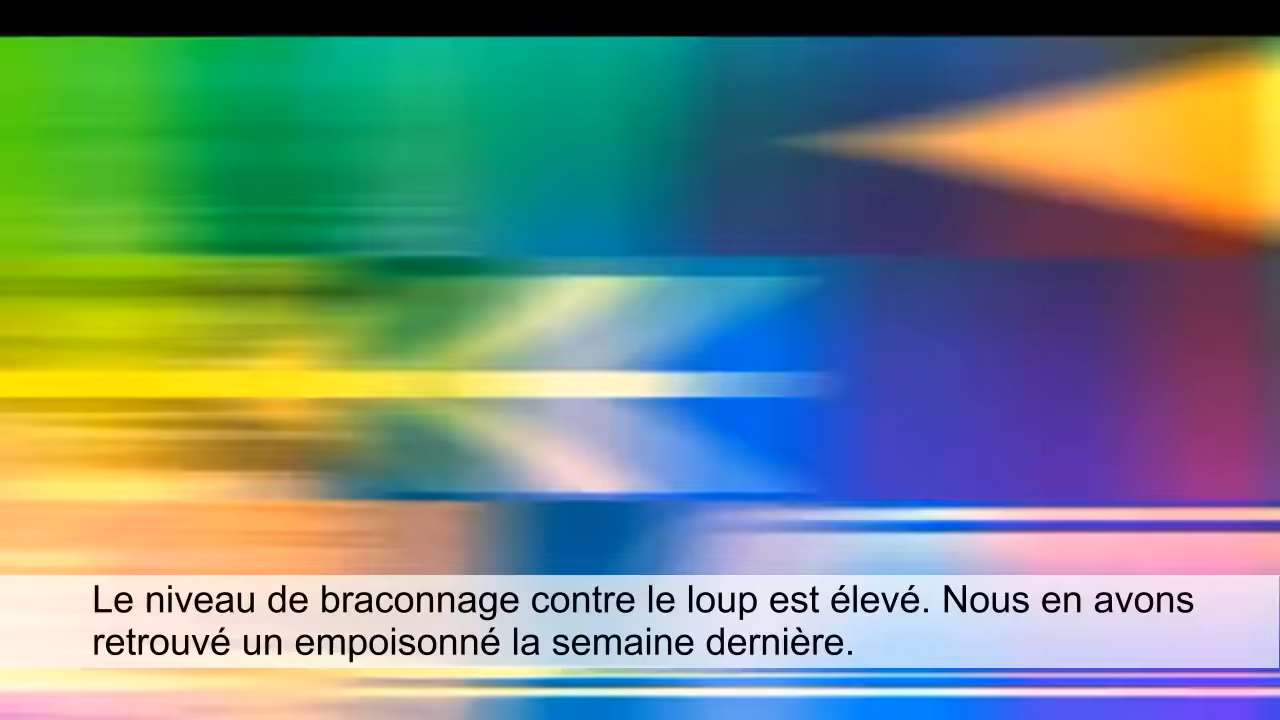 Le niveau de braconnage contre le loup est élevé. Nous en avons
retrouvé un empoisonné la semaine dernière.